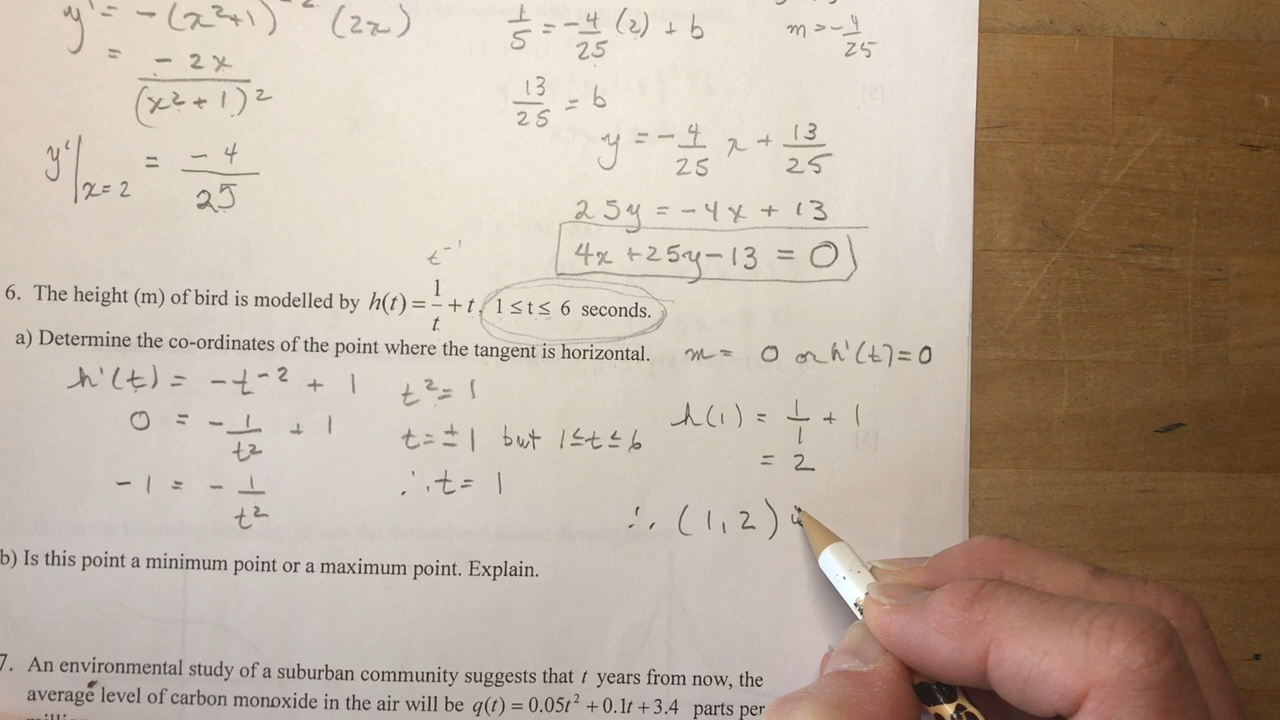 y' = -(x²+1)⁻² (2x)
= -2x / (x²+1)²
y'|x=2 = -4/25
1/5 = -4/25 (2) + b
m = -4/25
13/25 = b
y = -4/25 x + 13/25
25y = -4x + 13
4x + 25y - 13 = 0
t⁻¹
6. The height (m) of bird is modelled by h(t) = 1/t + t, 1 ≤ t ≤ 6 seconds.
a) Determine the co-ordinates of the point where the tangent is horizontal. m = 0 or h'(t) = 0
h'(t) = -t⁻² + 1
0 = -1/t² + 1
-1 = -1/t²
t² = 1
t = ±1 but 1 ≤ t ≤ 6
∴ t = 1
h(1) = 1/1 + 1
= 2
∴ (1, 2)
b) Is this point a minimum point or a maximum point. Explain.
7. An environmental study of a suburban community suggests that t years from now, the
average level of carbon monoxide in the air will be q(t) = 0.05t² + 0.1t + 3.4 parts per